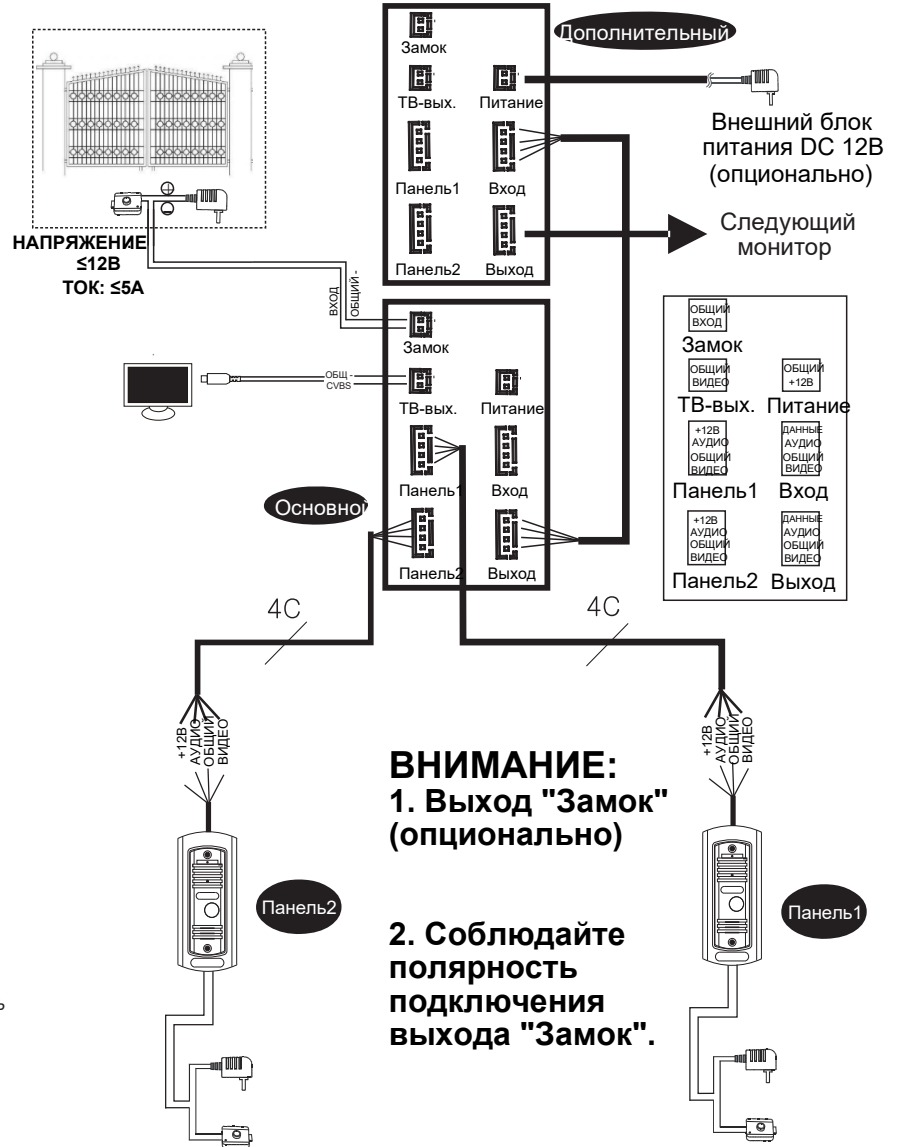 Дополнительный
Замок
ТВ-вых.
Питание
Панель1
Вход
Панель2
Выход
Внешний блок
питания DC 12В
(опционально)
Следующий
монитор
НАПРЯЖЕНИЕ
≤12В
ТОК: ≤5А
ВХОД
ОБЩИЙ -
Замок
ОБЩ -
CVBS
ТВ-вых.
Питание
Панель1
Вход
Основной
Панель2
Выход
ОБЩИЙ
ВХОД
Замок
ОБЩИЙ
ВИДЕО
ТВ-вых.
ОБЩИЙ
+12В
Питание
+12В
АУДИО
ОБЩИЙ
ВИДЕО
Панель1
ДАННЫЕ
АУДИО
ОБЩИЙ
ВИДЕО
Вход
+12В
АУДИО
ОБЩИЙ
ВИДЕО
Панель2
ДАННЫЕ
АУДИО
ОБЩИЙ
ВИДЕО
Выход
4C
4C
+12В
АУДИО
ОБЩИЙ
ВИДЕО
+12В
АУДИО
ОБЩИЙ
ВИДЕО
ВНИМАНИЕ:
1. Выход "Замок"
(опционально)
Панель2
Панель1
2. Соблюдайте
полярность
подключения
выхода "Замок".